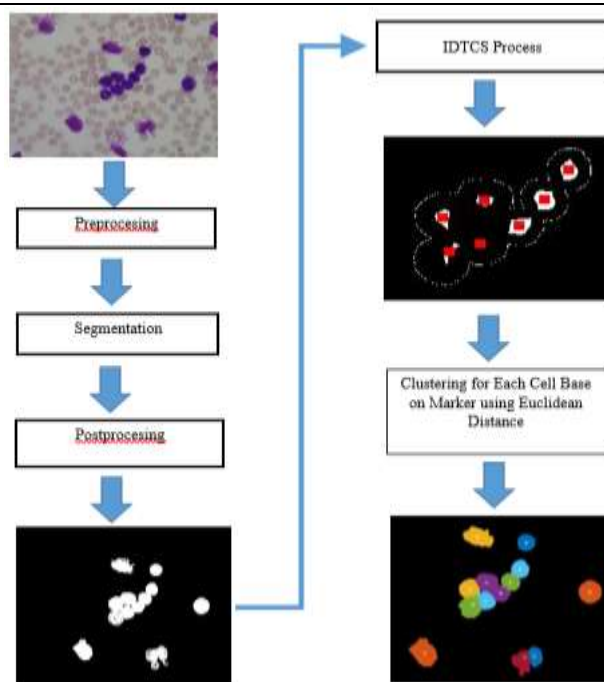 Preprocesing
Segmentation
Postprocesing
IDTCS Process
Clustering for Each Cell Base
on Marker using Euclidean
Distance